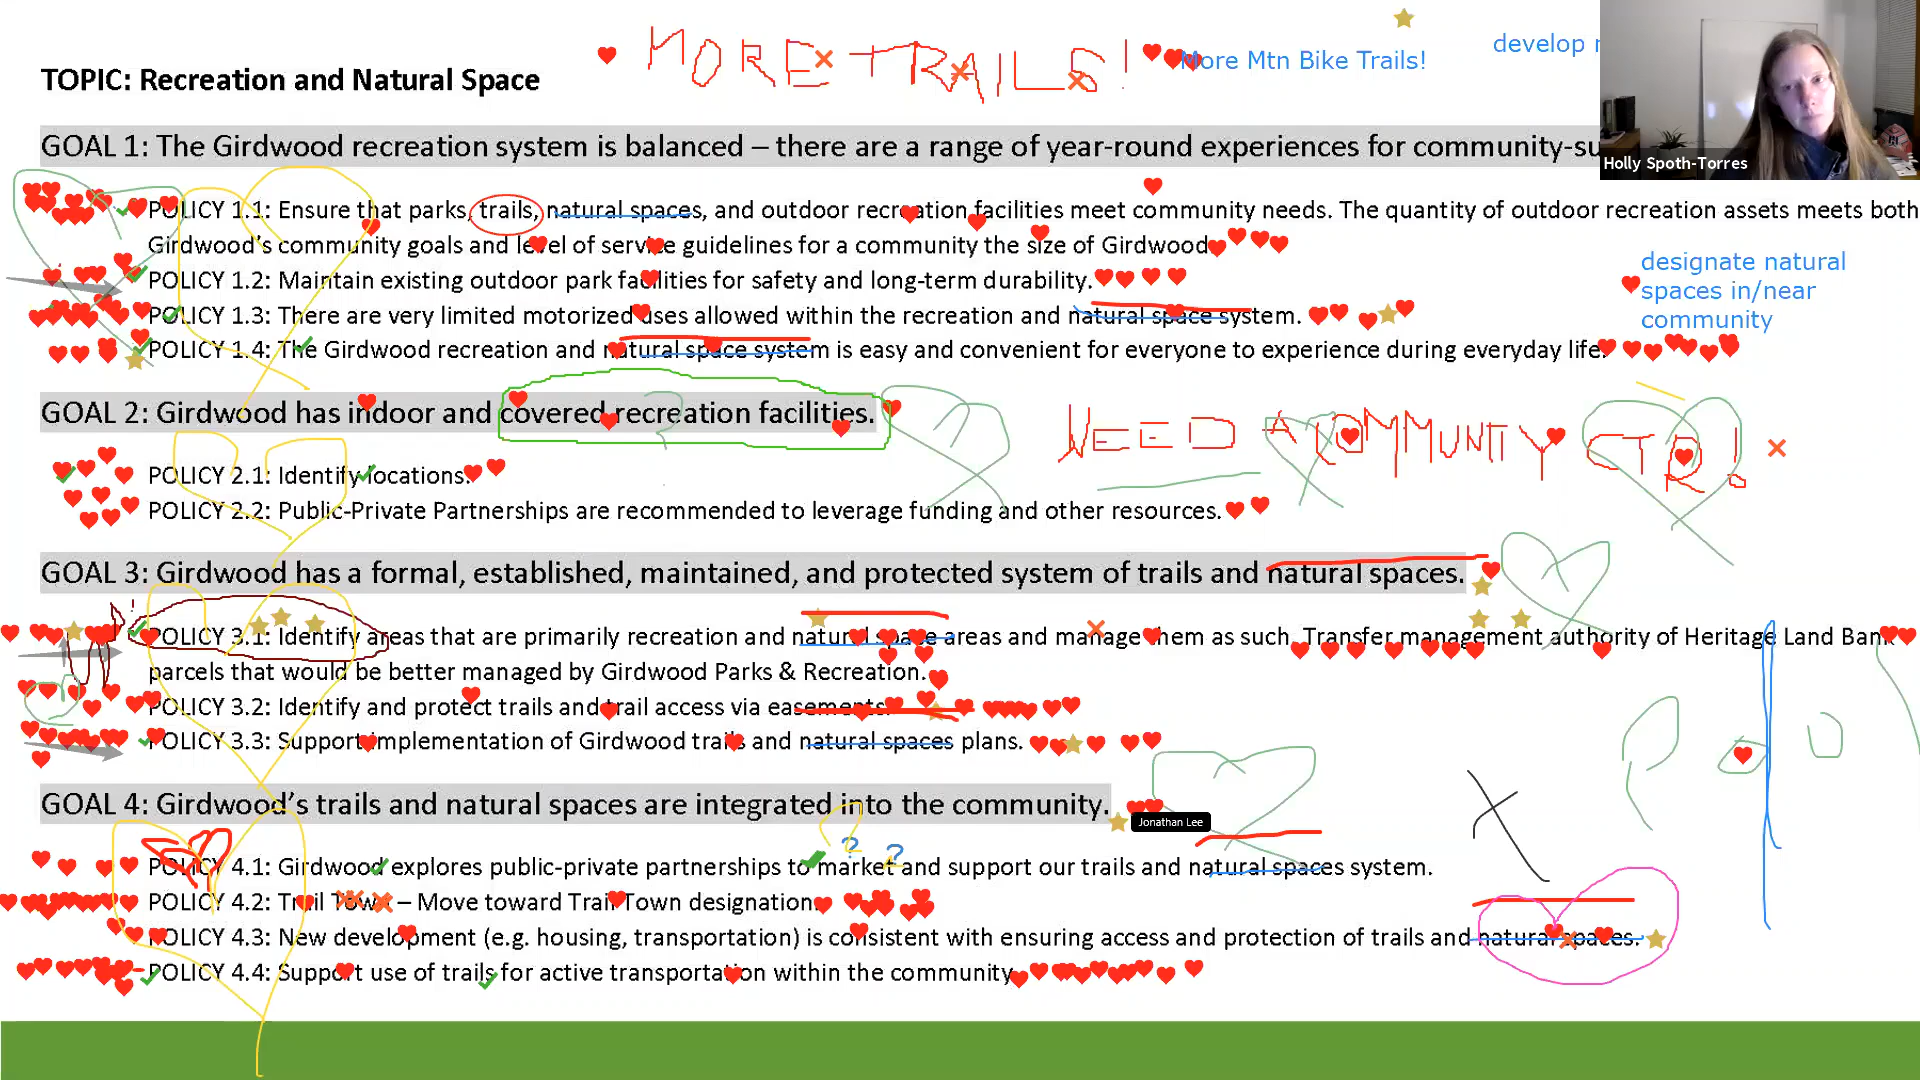 MORE TRAILS!
More Mtn Bike Trails!
develop
TOPIC: Recreation and Natural Space
GOAL 1: The Girdwood recreation system is balanced – there are a range of year-round experiences for community-su
Holly Spoth-Torres
POLICY 1.1: Ensure that parks, trails, natural spaces, and outdoor recreation facilities meet community needs. The quantity of outdoor recreation assets meets both
Girdwood's community goals and level of service guidelines for a community the size of Girdwood.
POLICY 1.2: Maintain existing outdoor park facilities for safety and long-term durability.
designate natural
spaces in/near
community
POLICY 1.3: There are very limited motorized uses allowed within the recreation and natural space system.
POLICY 1.4: The Girdwood recreation and natural space system is easy and convenient for everyone to experience during everyday life.
GOAL 2: Girdwood has indoor and covered recreation facilities.
NEED A COMMUNITY CTR!
POLICY 2.1: Identify locations.
POLICY 2.2: Public-Private Partnerships are recommended to leverage funding and other resources.
GOAL 3: Girdwood has a formal, established, maintained, and protected system of trails and natural spaces.
POLICY 3.1: Identify areas that are primarily recreation and natural space areas and manage them as such. Transfer management authority of Heritage Land Bank
parcels that would be better managed by Girdwood Parks & Recreation.
POLICY 3.2: Identify and protect trails and trail access via easements.
POLICY 3.3: Support implementation of Girdwood trails and natural spaces plans.
GOAL 4: Girdwood's trails and natural spaces are integrated into the community.
Jonathan Lee
? ?
POLICY 4.1: Girdwood explores public-private partnerships to market and support our trails and natural spaces system.
POLICY 4.2: Trail Town – Move toward Trail Town designation.
POLICY 4.3: New development (e.g. housing, transportation) is consistent with ensuring access and protection of trails and natural spaces.
POLICY 4.4: Support use of trails for active transportation within the community.